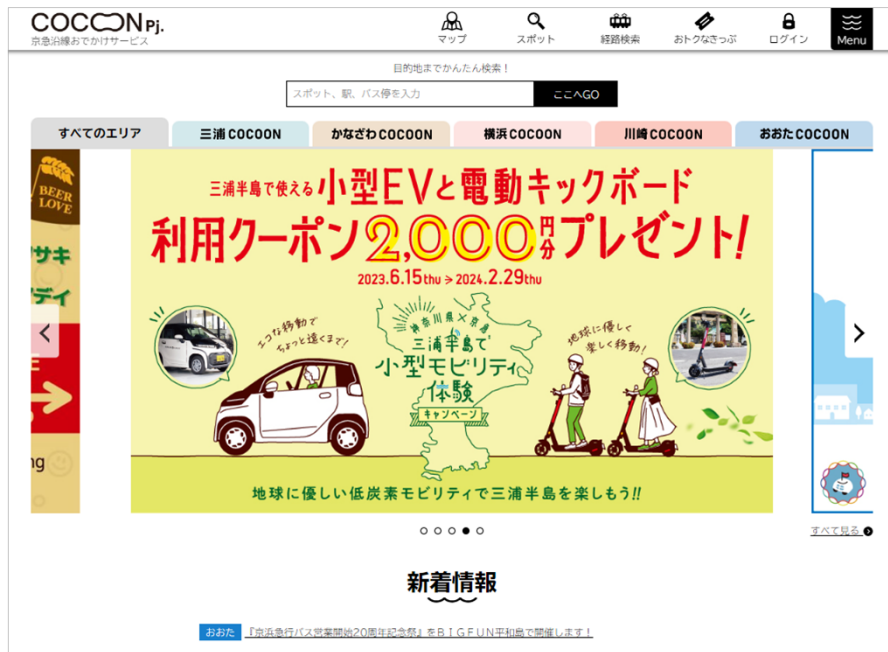 COCOON Pj.
京急沿線おでかけサービス
マップ
スポット
経路検索
おトクなきっぷ
ログイン
Menu
目的地までかんたん検索！
スポット、駅、バス停を入力
ここへGO
すべてのエリア
三浦 COCOON
かなざわ COCOON
横浜 COCOON
川崎 COCOON
おおた COCOON
BEER
LOVE
サキ
デイ
ng
三浦半島で使える小型EVと電動キックボード
利用クーポン2,000円分プレゼント!
2023.6.15thu > 2024.2.29thu
エコな移動で
ちょっと遠くまで!
神奈川県×京急
三浦半島で
小型モビリティ
体験
キャンペーン
地球に優しく
楽しく移動!
地球に優しい低炭素モビリティで三浦半島を楽しもう!!
すべて見る
新着情報
おおた 『京浜急行バス営業開始20周年記念祭』をＢＩＧＦＵＮ平和島で開催します！